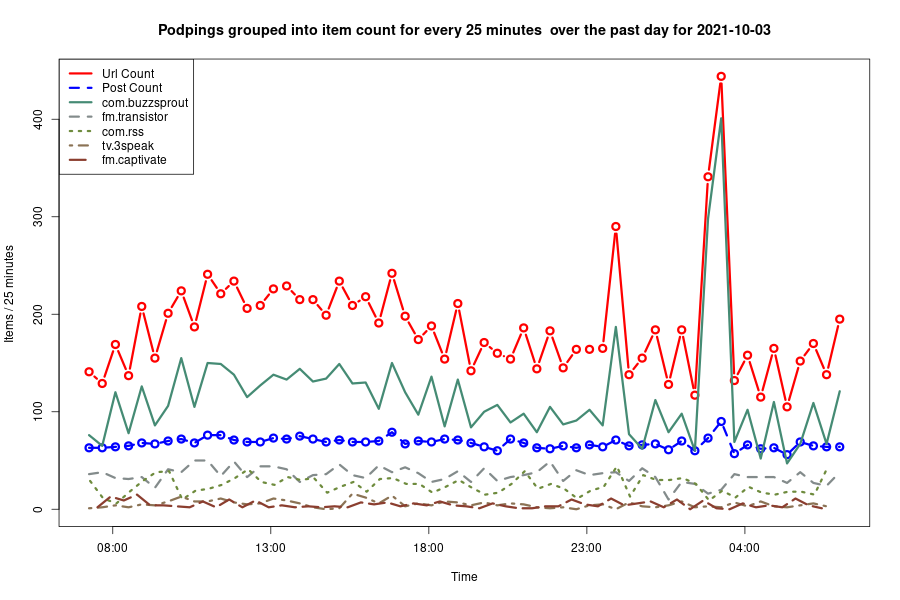 Podpings grouped into item count for every 25 minutes  over the past day for 2021-10-03
Url Count
Post Count
com.buzzsprout
fm.transistor
com.rss
tv.3speak
fm.captivate
400
300
200
100
0
Items / 25 minutes
08:00
13:00
18:00
23:00
04:00
Time